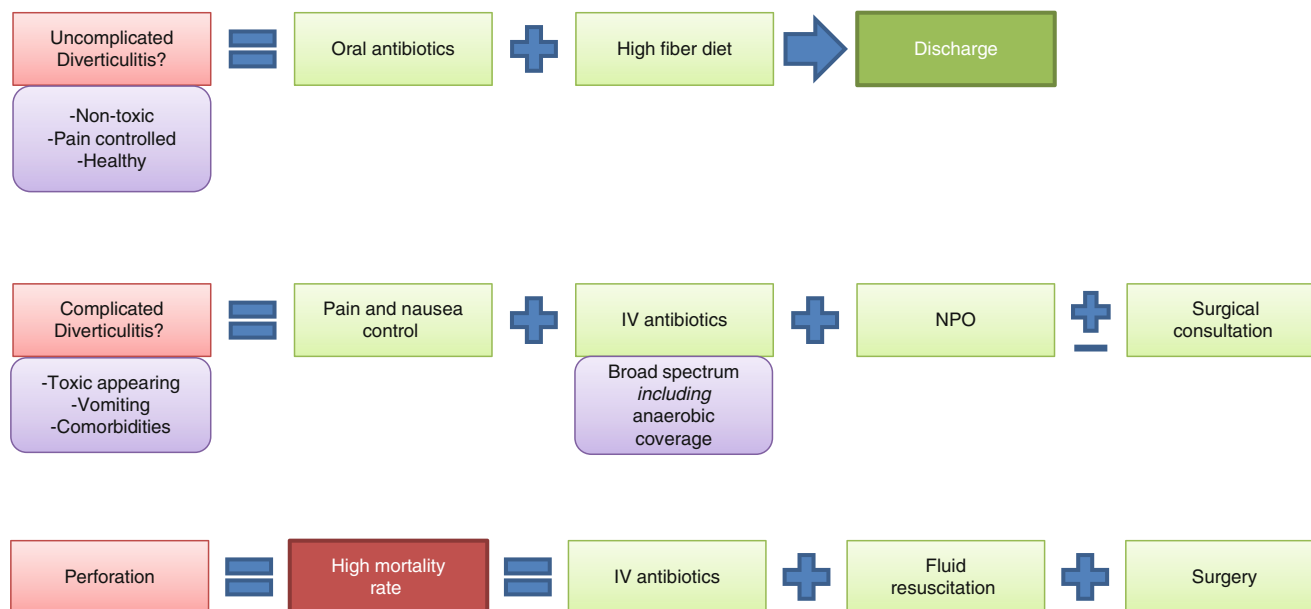 Uncomplicated
Diverticulitis?
Oral antibiotics
High fiber diet
Discharge
-Non-toxic
-Pain controlled
-Healthy
Complicated
Diverticulitis?
Pain and nausea
control
IV antibiotics
NPO
Surgical
consultation
-Toxic appearing
-Vomiting
-Comorbidities
Broad spectrum
including
anaerobic
coverage
Perforation
High mortality
rate
IV antibiotics
Fluid
resuscitation
Surgery